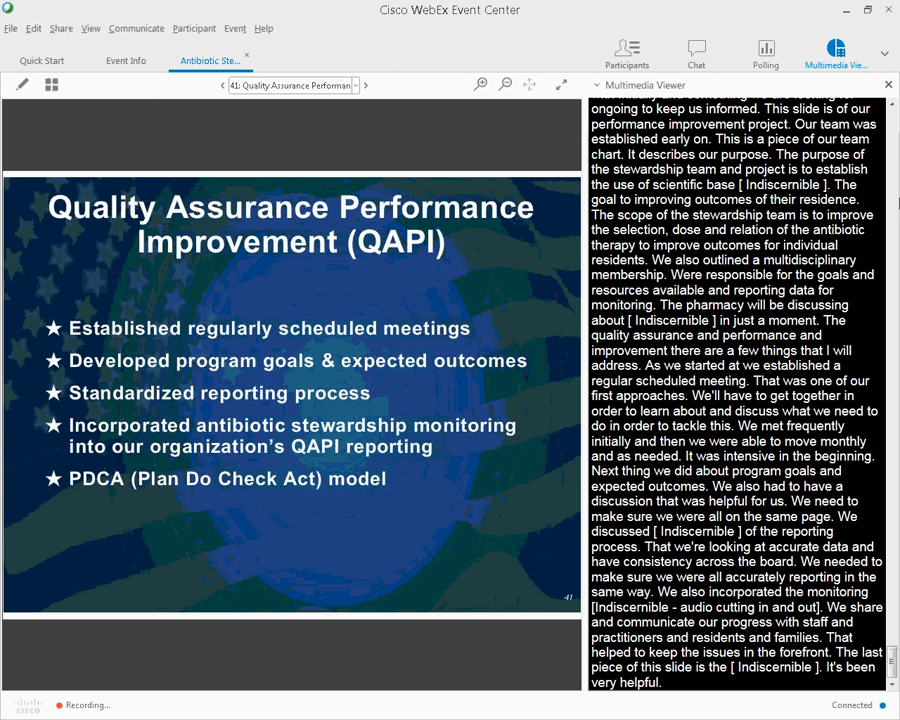 Cisco WebEx Event Center
File Edit Share View Communicate Participant Event Help
Quick Start Event Info Antibiotic Ste... Participants Chat Polling Multimedia Vie...
41: Quality Assurance Performan
Multimedia Viewer
Quality Assurance Performance
Improvement (QAPI)
★ Established regularly scheduled meetings
★ Developed program goals & expected outcomes
★ Standardized reporting process
★ Incorporated antibiotic stewardship monitoring
into our organization's QAPI reporting
★ PDCA (Plan Do Check Act) model
41
ongoing to keep us informed. This slide is of our
performance improvement project. Our team was
established early on. This is a piece of our team
chart. It describes our purpose. The purpose of
the stewardship team and project is to establish
the use of scientific base [ Indiscernible ]. The
goal to improving outcomes of their residence.
The scope of the stewardship team is to improve
the selection, dose and relation of the antibiotic
therapy to improve outcomes for individual
residents. We also outlined a multidisciplinary
membership. Were responsible for the goals and
resources available and reporting data for
monitoring. The pharmacy will be discussing
about [ Indiscernible ] in just a moment. The
quality assurance and performance and
improvement there are a few things that I will
address. As we started at we established a
regular scheduled meeting. That was one of our
first approaches. We'll have to get together in
order to learn about and discuss what we need to
do in order to tackle this. We met frequently
initially and then we were able to move monthly
and as needed. It was intensive in the beginning.
Next thing we did about program goals and
expected outcomes. We also had to have a
discussion that was helpful for us. We need to
make sure we were all on the same page. We
discussed [ Indiscernible ] of the reporting
process. That we're looking at accurate data and
have consistency across the board. We needed to
make sure we were all accurately reporting in the
same way. We also incorporated the monitoring
[Indiscernible - audio cutting in and out]. We share
and communicate our progress with staff and
practitioners and residents and families. That
helped to keep the issues in the forefront. The last
piece of this slide is the [ Indiscernible ]. It's been
very helpful.
cisco
Recording...
Connected